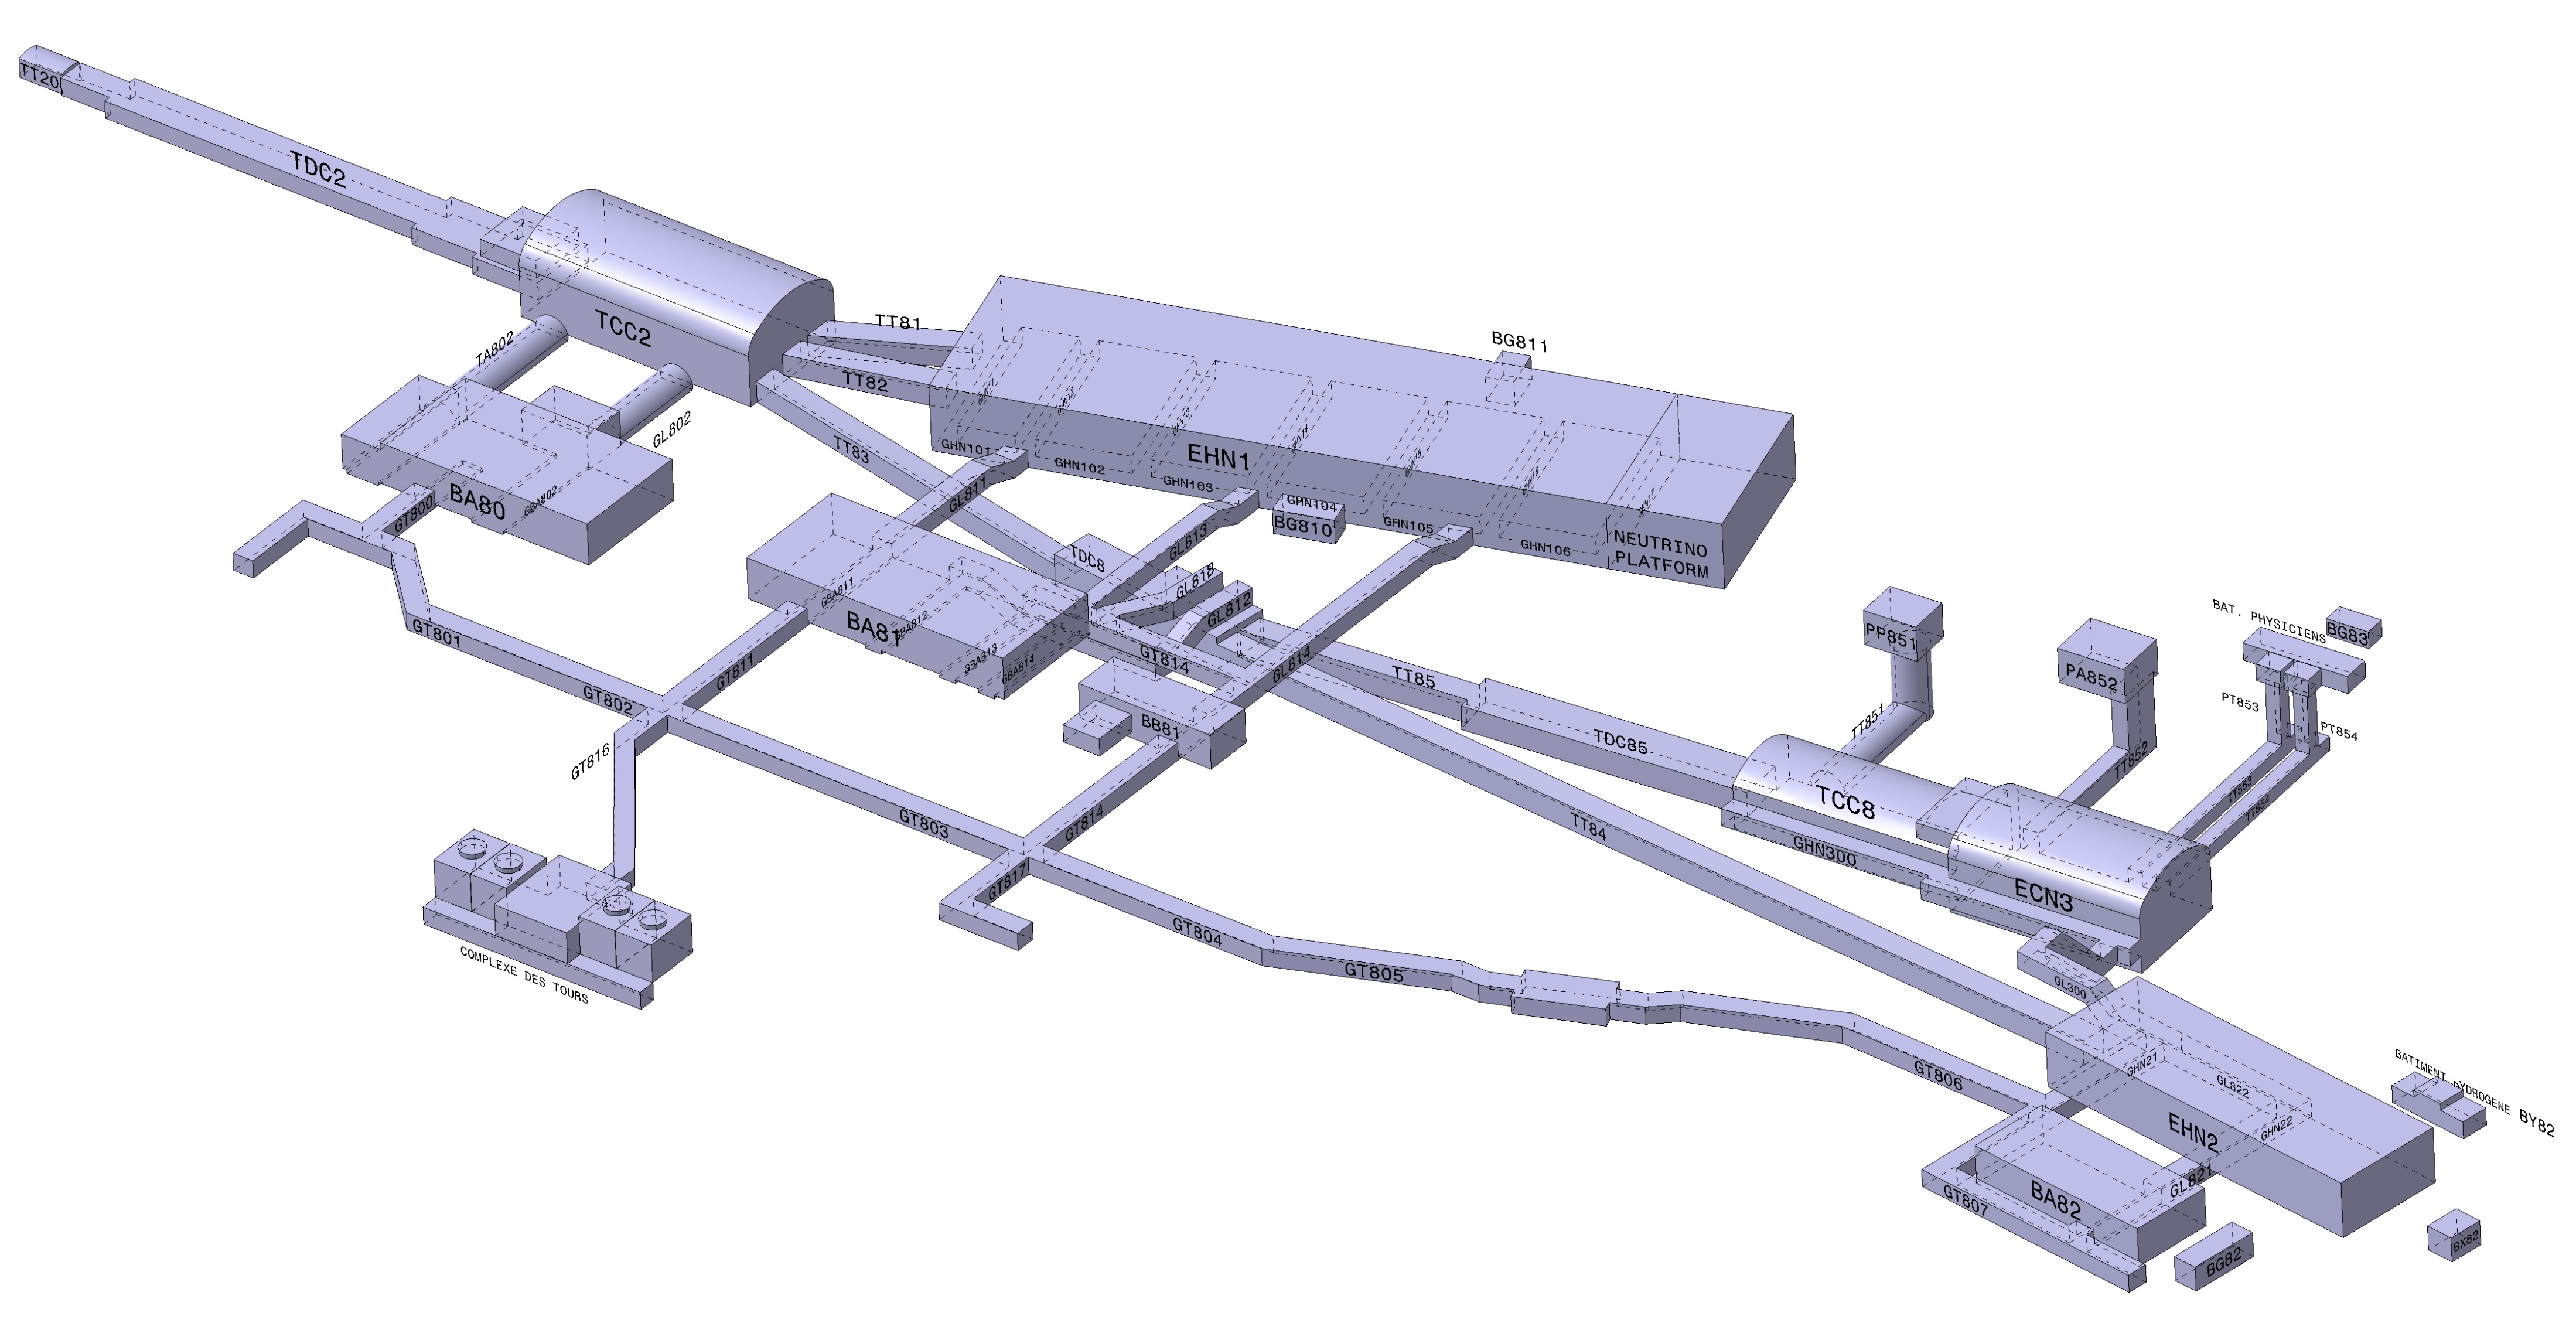 TT20
TDC2
TCC2
TA802
GL802
TT81
TT82
TT83
BG811
EHN1
GHN101
GHN102
GHN103
GHN104
GHN105
GHN106
BG810
NEUTRINO
PLATFORM
BA80
GBA802
GT800
GT801
GT802
GL811
GL813
TDC8
GL818
GL812
BA81
GBA811
GBA812
GBA813
GBA814
GT811
GT814
GL814
BB81
GT816
GT803
GT814
GT817
COMPLEXE DES TOURS
GT804
GT805
GT806
TT85
TDC85
TT84
PP851
TT851
PA852
TT852
BAT. PHYSICIENS
BG83
PT853
PT854
TT853
TT854
TCC8
GHN300
ECN3
GL300
GHN21
GL822
GHN22
EHN2
BATIMENT HYDROGENE BY82
BA82
GL821
GT807
BG82
BX82